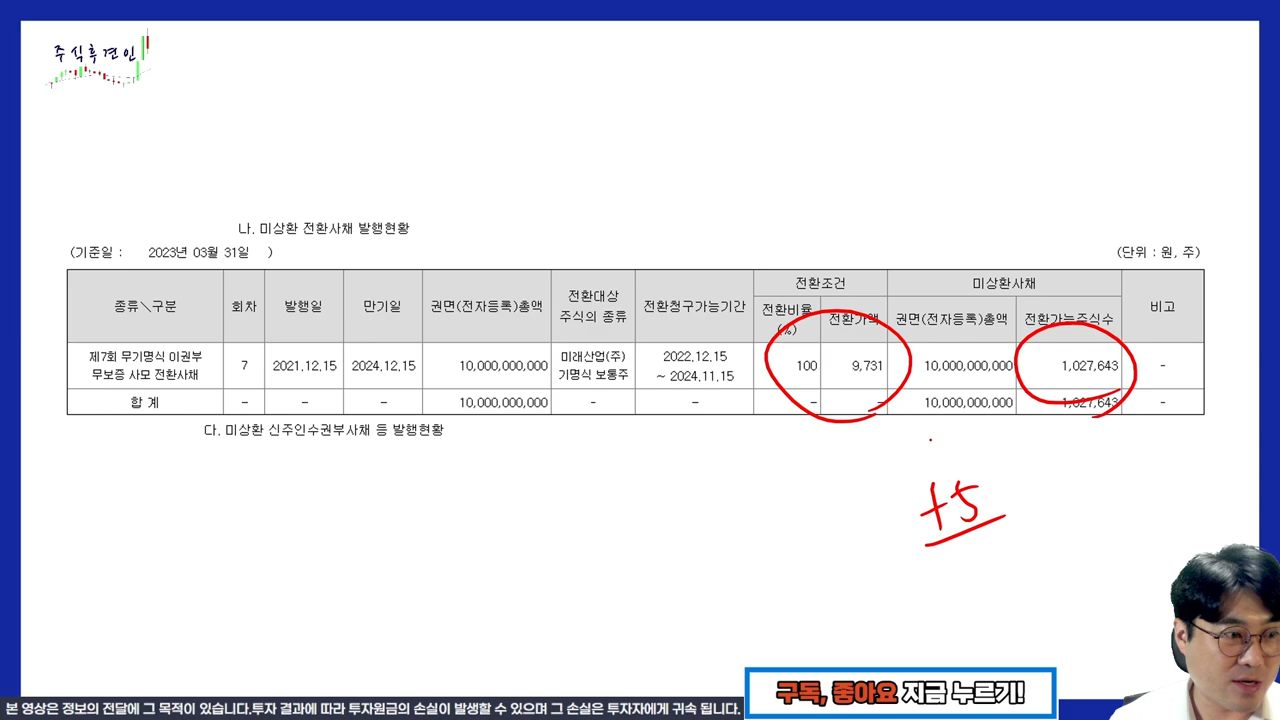 주식후견인
나. 미상환 전환사채 발행현황
(기준일 : 2023년 03월 31일 ) (단위 : 원, 주)
종류＼구분 회차 발행일 만기일 권면(전자등록)총액 전환대상 주식의 종류 전환청구가능기간 전환조건 미상환사채 비고
전환비율 (%) 전환가액 권면(전자등록)총액 전환가능주식수
제7회 무기명식 이권부 무보증 사모 전환사채 7 2021.12.15 2024.12.15 10,000,000,000 미래산업(주) 기명식 보통주 2022.12.15 ~ 2024.11.15 100 9,731 10,000,000,000 1,027,643 -
합 계 - - - 10,000,000,000 - - - - 10,000,000,000 1,027,643 -
다. 미상환 신주인수권부사채 등 발행현황
+5
구독, 좋아요 지금 누르기!
본 영상은 정보의 전달에 그 목적이 있습니다.투자 결과에 따라 투자원금의 손실이 발생할 수 있으며 그 손실은 투자자에게 귀속 됩니다.